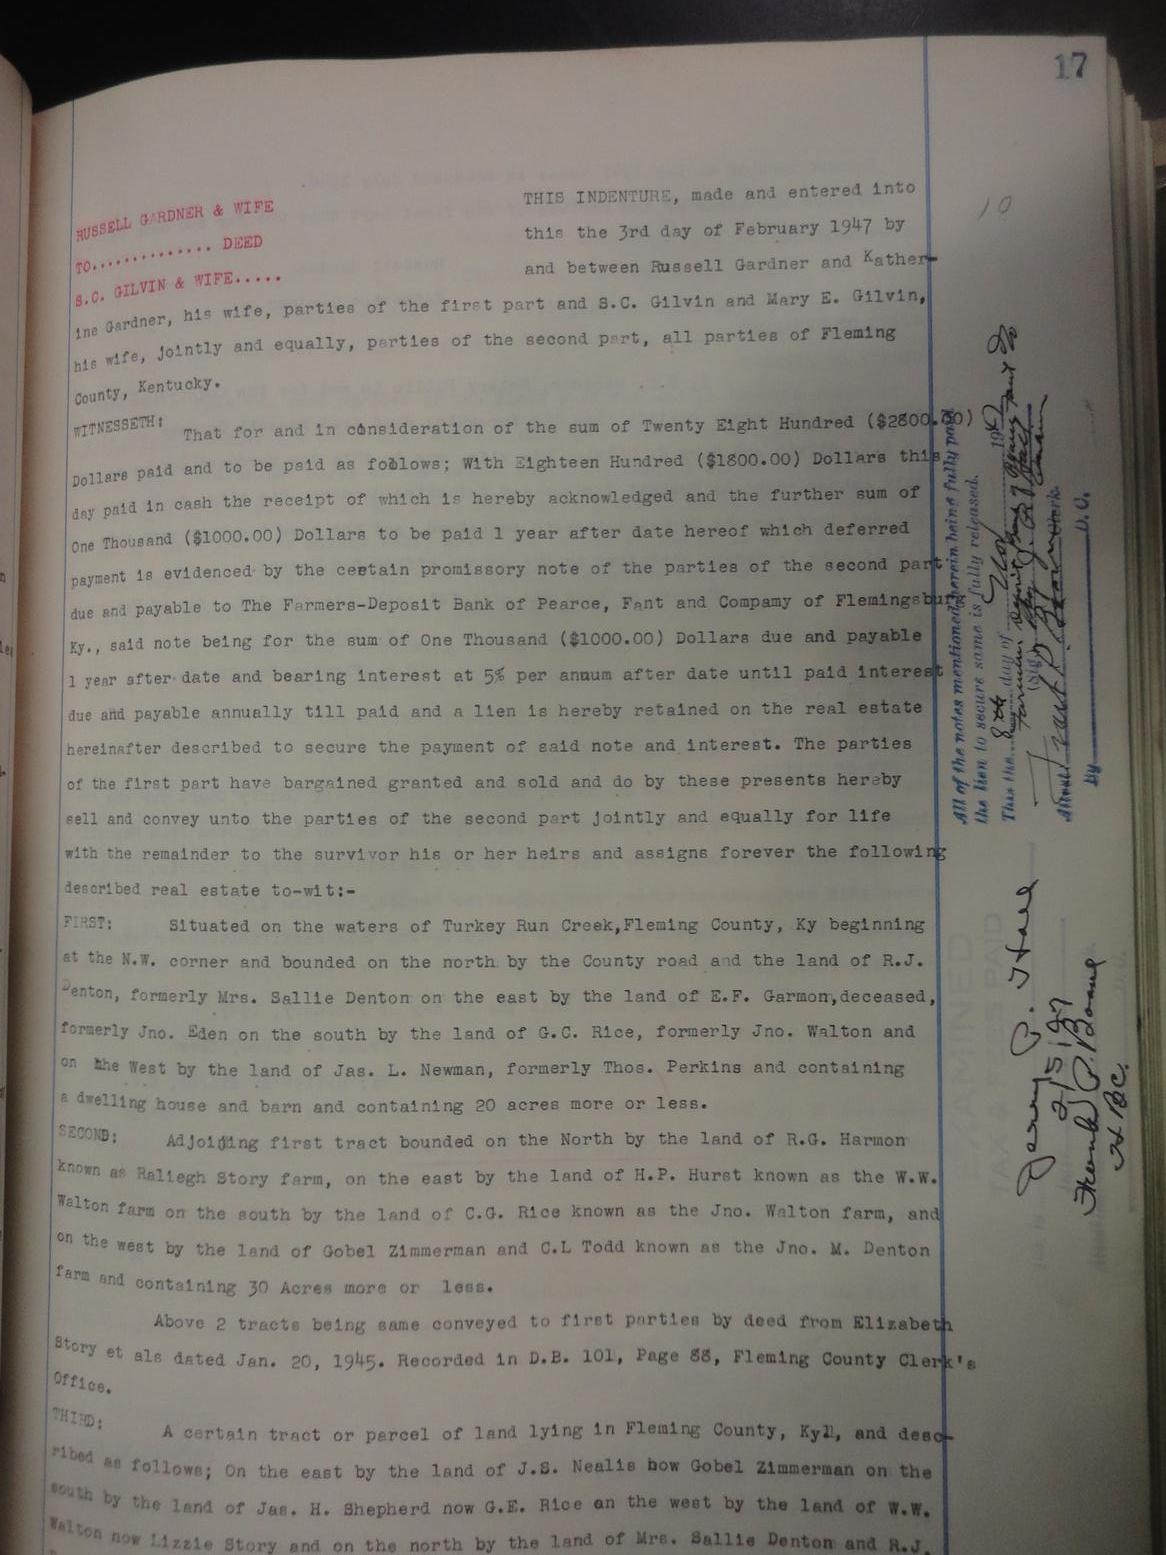 17
10
RUSSELL GARDNER & WIFE
TO.............. DEED
S.C. GILVIN & WIFE.....
THIS INDENTURE, made and entered into
this the 3rd day of February 1947 by
and between Russell Gardner and Kather-
ine Gardner, his wife, parties of the first part and S.C. Gilvin and Mary E. Gilvin,
his wife, jointly and equally, parties of the second part, all parties of Fleming
County, Kentucky.
WITNESSETH: That for and in consideration of the sum of Twenty Eight Hundred ($2800.00)
Dollars paid and to be paid as follows; With Eighteen Hundred ($1800.00) Dollars this
day paid in cash the receipt of which is hereby acknowledged and the further sum of
One Thousand ($1000.00) Dollars to be paid 1 year after date hereof which deferred
payment is evidenced by the certain promissory note of the parties of the second part
due and payable to The Farmers-Deposit Bank of Pearce, Fant and Compamy of Flemingsburg
Ky., said note being for the sum of One Thousand ($1000.00) Dollars due and payable
1 year after date and bearing interest at 5% per annum after date until paid interest
due and payable annually till paid and a lien is hereby retained on the real estate
hereinafter described to secure the payment of said note and interest. The parties
of the first part have bargained granted and sold and do by these presents hereby
sell and convey unto the parties of the second part jointly and equally for life
with the remainder to the survivor his or her heirs and assigns forever the following
described real estate to-wit:-
FIRST: Situated on the waters of Turkey Run Creek,Fleming County, Ky beginning
at the N.W. corner and bounded on the north by the County road and the land of R.J.
Denton, formerly Mrs. Sallie Denton on the east by the land of E.F. Garmon,deceased,
formerly Jno. Eden on the south by the land of G.C. Rice, formerly Jno. Walton and
on the West by the land of Jas. L. Newman, formerly Thos. Perkins and containing
a dwelling house and barn and containing 20 acres more or less.
SECOND: Adjoining first tract bounded on the North by the land of R.G. Harmon
known as Raliegh Story farm, on the east by the land of H.P. Hurst known as the W.W.
Walton farm on the south by the land of C.G. Rice known as the Jno. Walton farm, and
on the west by the land of Gobel Zimmerman and C.L Todd known as the Jno. M. Denton
farm and containing 30 Acres more or less.
Above 2 tracts being same conveyed to first parties by deed from Elizabeth
Story et als dated Jan. 20, 1945. Recorded in D.B. 101, Page 88, Fleming County Clerk's
Office.
THIRD: A certain tract or parcel of land lying in Fleming County, Ky, and desc-
ribed as follows; On the east by the land of J.S. Nealis now Gobel Zimmerman on the
south by the land of Jas. H. Shepherd now G.E. Rice on the west by the land of W.W.
Walton now Lizzie Story and on the north by the land of Mrs. Sallie Denton and R.J.
All of the notes mentioned herein being fully paid
the lien to secure same is fully released.
This the 8th day of Nov 19
Attest Clerk.
By D.C.
Hall
2/5/47
Frank P.